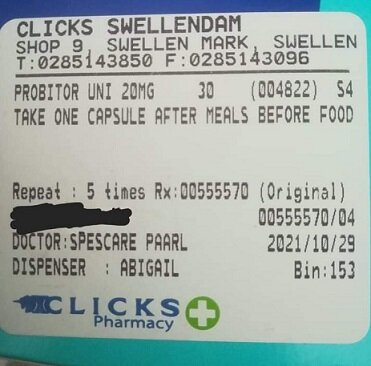 CLICKS SWELLENDAM
SHOP 9, SWELLEN MARK, SWELLEN
T:0285143850 F:0285143096
PROBITOR UNI 20MG 30 (004822) S4
TAKE ONE CAPSULE AFTER MEALS BEFORE FOOD
Repeat : 5 times Rx:00555570 (Original)
00555570/04
DOCTOR:SPESCARE PAARL 2021/10/29
DISPENSER : ABIGAIL Bin:153
CLICKS
Pharmacy